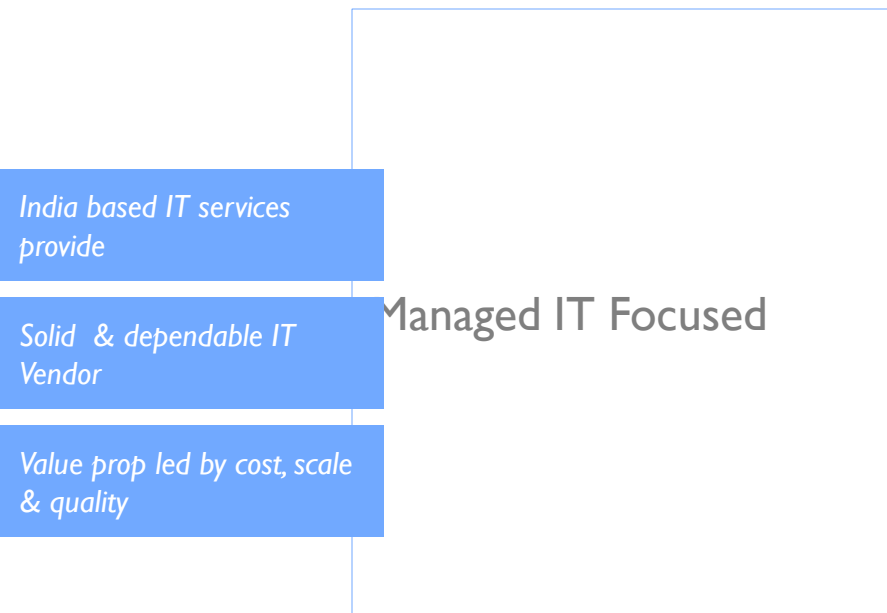 India based IT services
provide
Solid & dependable IT
Vendor
Value prop led by cost, scale
& quality
Managed IT Focused